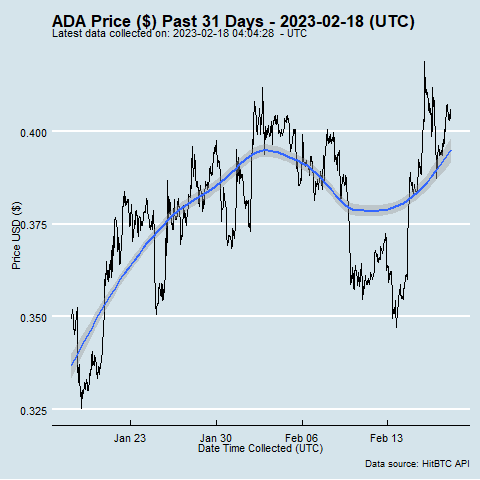 ADA Price ($) Past 31 Days - 2023-02-18 (UTC)
Latest data collected on: 2023-02-18 04:04:28 - UTC
0.400
0.375
0.350
0.325
Price USD ($)
Jan 23 Jan 30 Feb 06 Feb 13
Date Time Collected (UTC)
Data source: HitBTC API